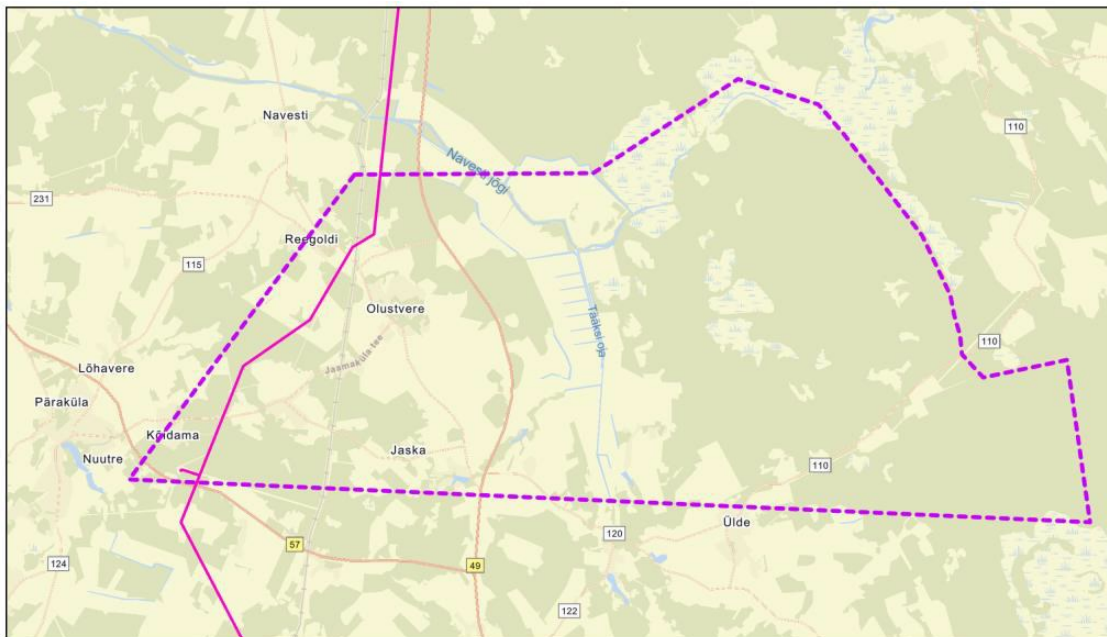 Navesti
110
Navesti jõgi
231
Reegoldi
115
Olustvere
Tääksi oja
110
Jaamaküla tee
Lõhavere
Päraküla
Kõidama
Nuutre
Jaska
110
Ülde
120
57
124
49
122